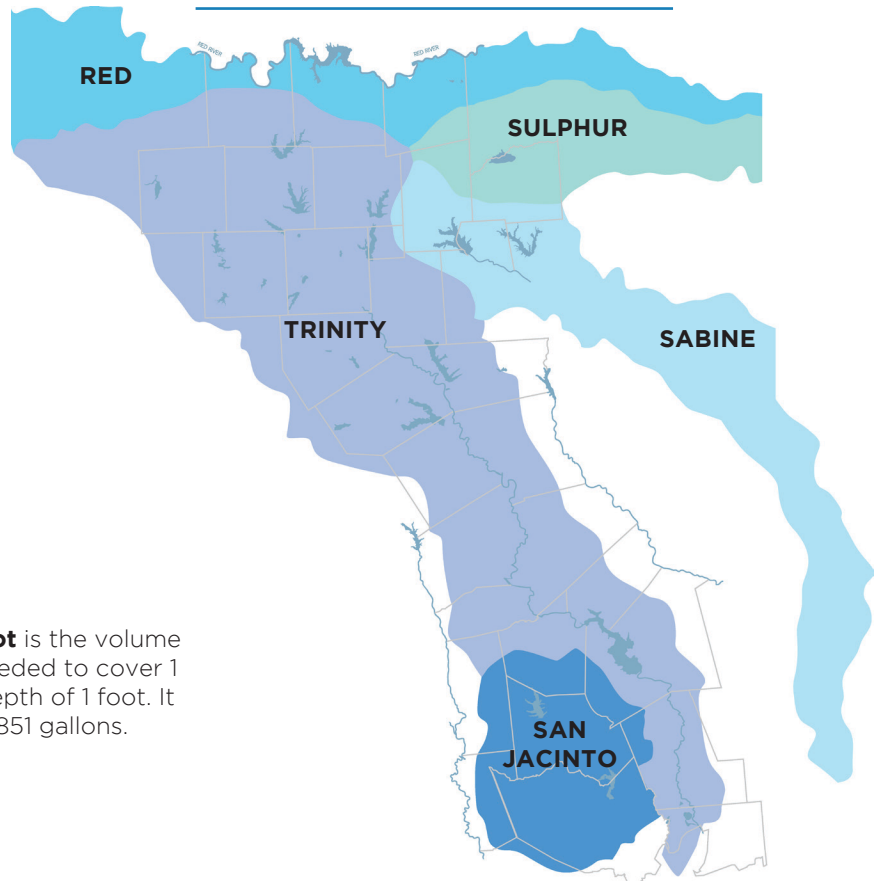 RED RIVER
RED RIVER
RED
SULPHUR
TRINITY
SABINE
ot is the volume
eded to cover 1
epth of 1 foot. It
851 gallons.
SAN
JACINTO